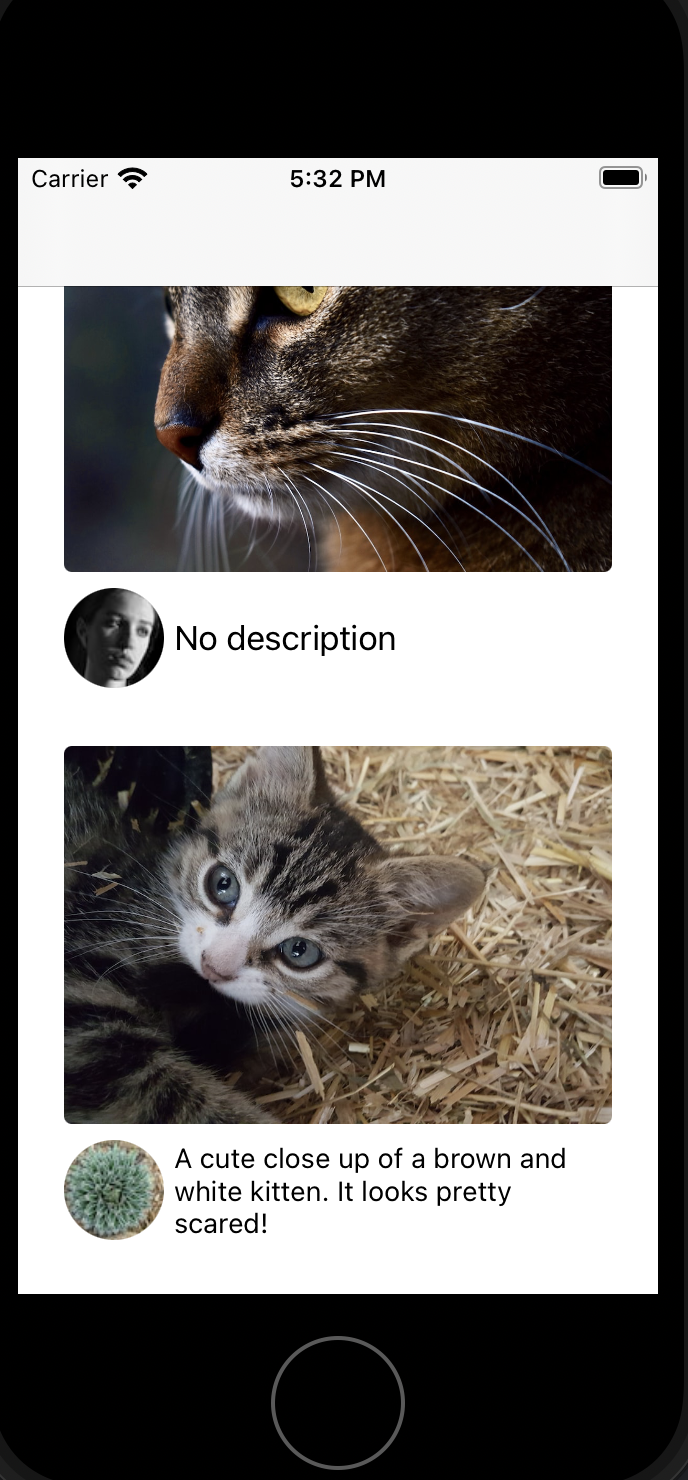 Carrier 5:32 PM
No description
A cute close up of a brown and
white kitten. It looks pretty
scared!